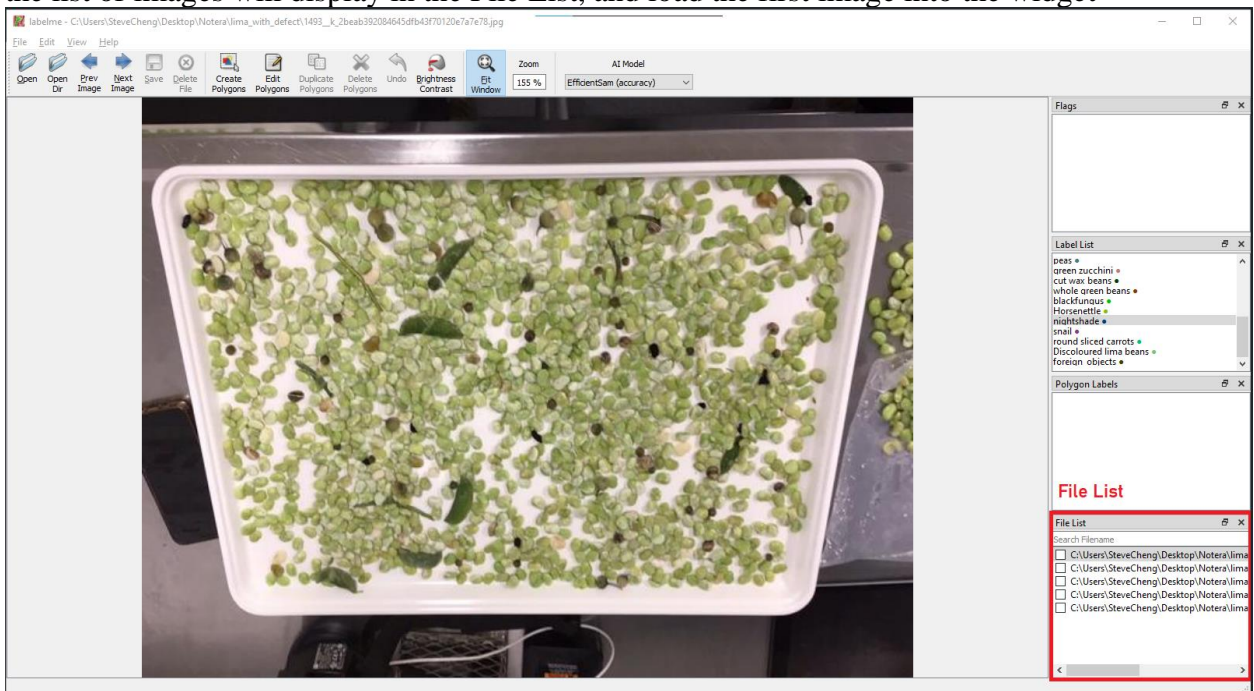 the list of images will display in the File List, and load the first image into the widget
labelme - C:\Users\SteveCheng\Desktop\Notera\lima_with_defect\1493__k_2beab392084645dfb43f70120e7a7e78.jpg
File Edit View Help
Open
Open Dir
Prev Image
Next Image
Save
Delete File
Create Polygons
Edit Polygons
Duplicate Polygons
Delete Polygons
Undo
Brightness Contrast
Fit Window
Zoom
155 %
AI Model
EfficientSam (accuracy)
Flags
Label List
peas
green zucchini
cut wax beans
whole green beans
blackfungus
Horsenettle
nightshade
snail
round sliced carrots
Discoloured lima beans
foreign objects
Polygon Labels
File List
File List
Search Filename
C:\Users\SteveCheng\Desktop\Notera\lima
C:\Users\SteveCheng\Desktop\Notera\lima
C:\Users\SteveCheng\Desktop\Notera\lima
C:\Users\SteveCheng\Desktop\Notera\lima
C:\Users\SteveCheng\Desktop\Notera\lima